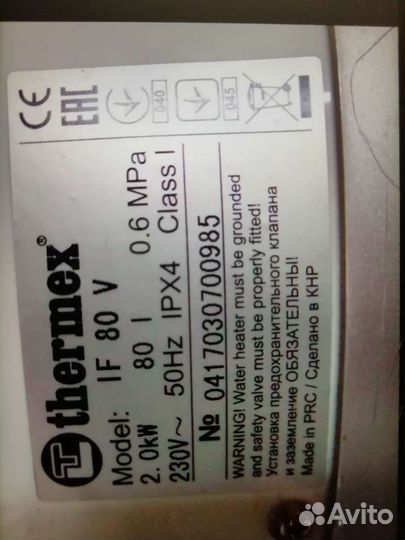 thermex®
Model: IF 80 V
2.0kW 80 l 0.6 MPa
230V~ 50Hz IPX4 Class I
№ 0417030700985
WARNING! Water heater must be grounded
and safety valve must be properly fitted!
Установка предохранительного клапана
и заземление ОБЯЗАТЕЛЬНЫ!
Made in PRC / Сделано в КНР
CE
EAC
040
045
Avito